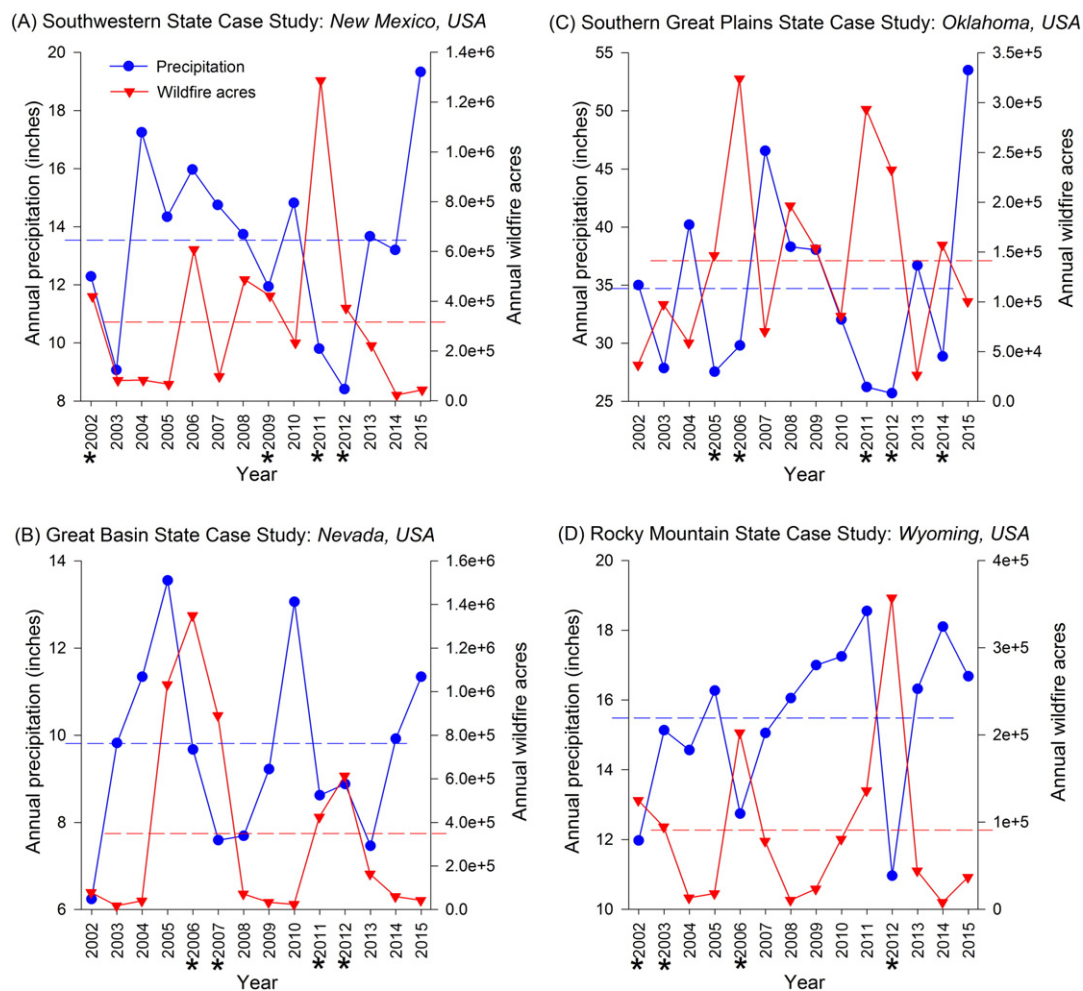 (A) Southwestern State Case Study: New Mexico, USA
Annual precipitation (inches)
20
18
16
14
12
10
8
Precipitation
Wildfire acres
1.4e+6
1.2e+6
1.0e+6
8.0e+5
6.0e+5
4.0e+5
2.0e+5
0.0
Annual wildfire acres
*2002 2003 2004 2005 2006 2007 2008 *2009 2010 *2011 *2012 2013 2014 2015
Year
(C) Southern Great Plains State Case Study: Oklahoma, USA
Annual precipitation (inches)
55
50
45
40
35
30
25
3.5e+5
3.0e+5
2.5e+5
2.0e+5
1.5e+5
1.0e+5
5.0e+4
0.0
Annual wildfire acres
2002 2003 2004 *2005 *2006 2007 2008 2009 2010 *2011 *2012 2013 *2014 2015
Year
(B) Great Basin State Case Study: Nevada, USA
Annual precipitation (inches)
14
12
10
8
6
1.6e+6
1.4e+6
1.2e+6
1.0e+6
8.0e+5
6.0e+5
4.0e+5
2.0e+5
0.0
Annual wildfire acres
2002 2003 2004 2005 *2006 *2007 2008 2009 2010 *2011 *2012 2013 2014 2015
Year
(D) Rocky Mountain State Case Study: Wyoming, USA
Annual precipitation (inches)
20
18
16
14
12
10
4e+5
3e+5
2e+5
1e+5
0
Annual wildfire acres
*2002 *2003 2004 2005 *2006 2007 2008 2009 2010 2011 *2012 2013 2014 2015
Year